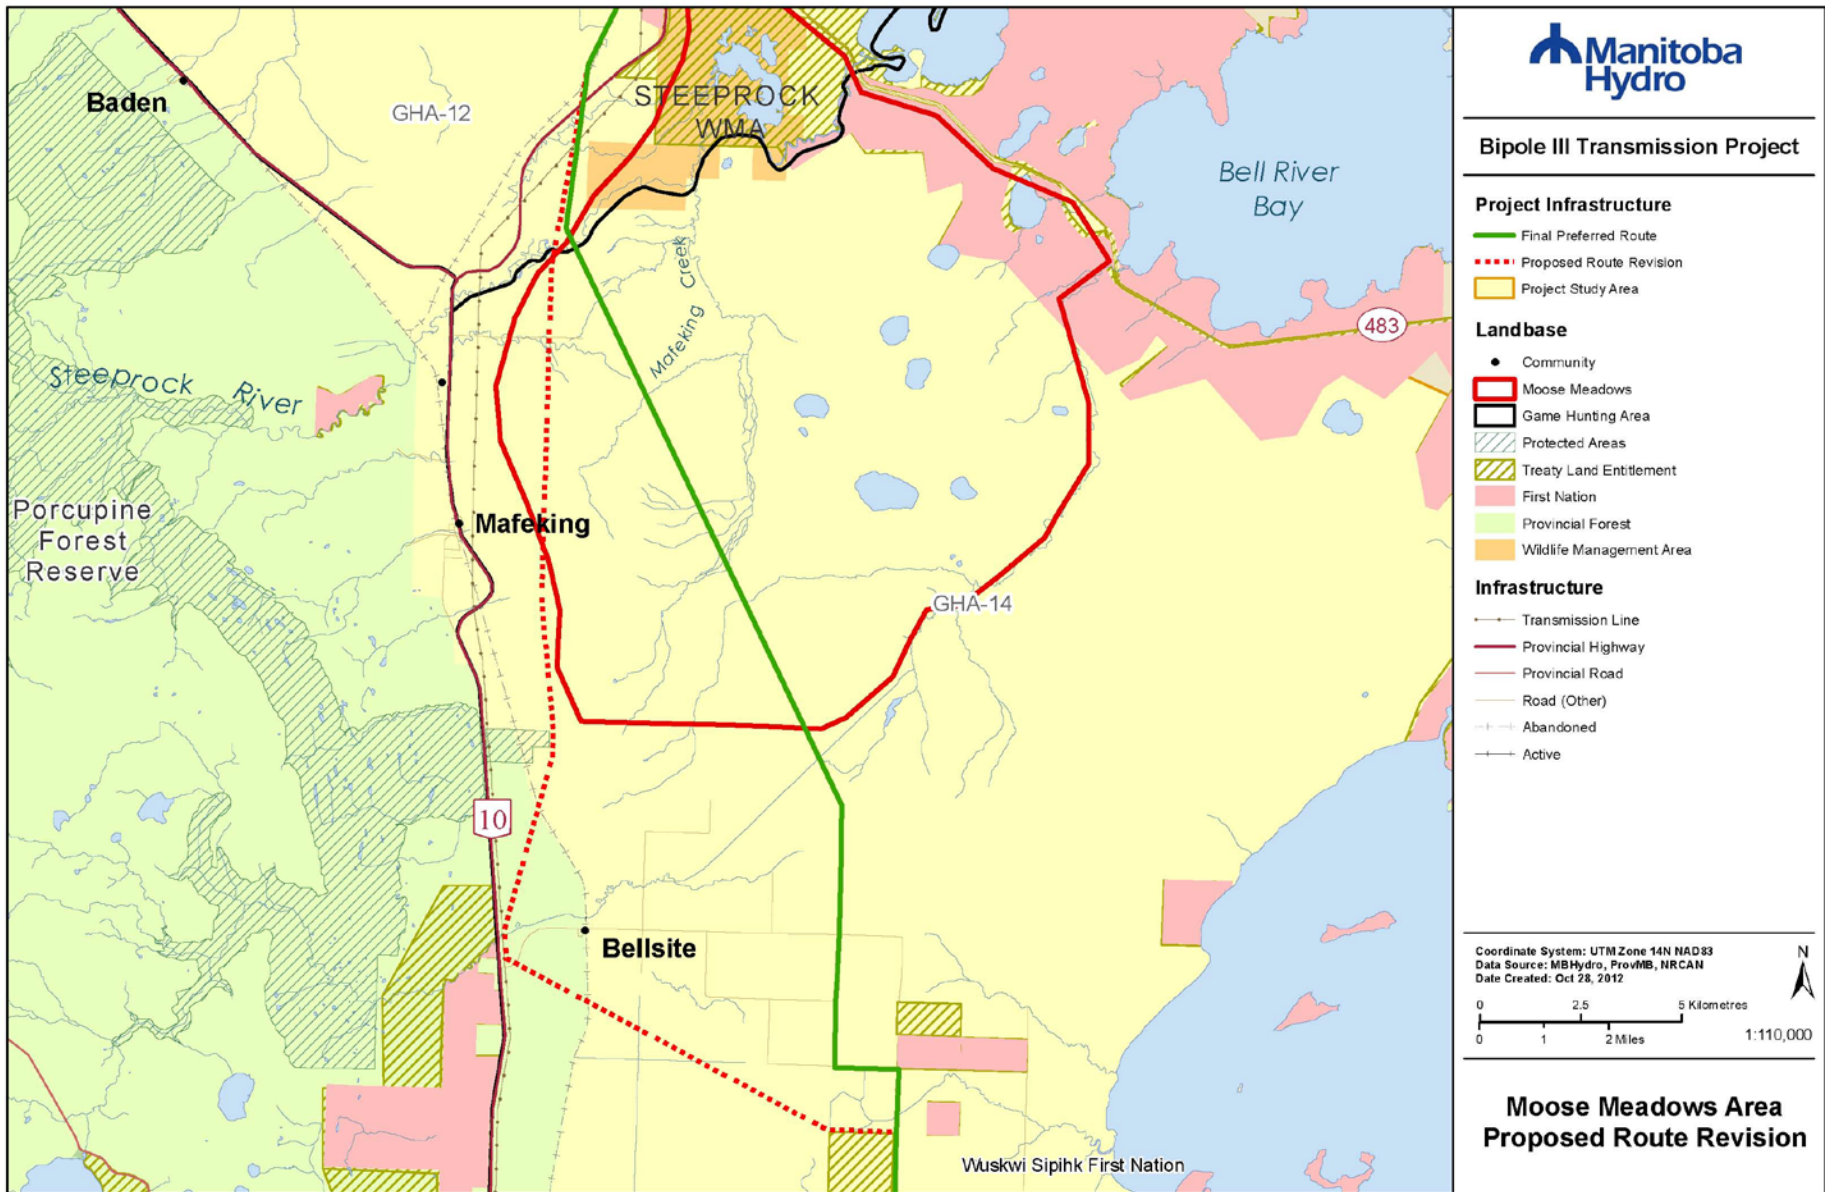 Baden
GHA-12
STEEPROCK
WMA
Bell River
Bay
Mafeking Creek
483
Steeprock River
Porcupine
Forest
Reserve
Mafeking
GHA-14
10
Bellsite
Wuskwi Sipihk First Nation
Manitoba
Hydro
Bipole III Transmission Project
Project Infrastructure
Final Preferred Route
Proposed Route Revision
Project Study Area
Landbase
Community
Moose Meadows
Game Hunting Area
Protected Areas
Treaty Land Entitlement
First Nation
Provincial Forest
Wildlife Management Area
Infrastructure
Transmission Line
Provincial Highway
Provincial Road
Road (Other)
Abandoned
Active
Coordinate System: UTM Zone 14N NAD83
Data Source: MBHydro, ProvMB, NRCAN
Date Created: Oct 28, 2012
N
0 2.5 5 Kilometres
0 1 2 Miles
1:110,000
Moose Meadows Area
Proposed Route Revision